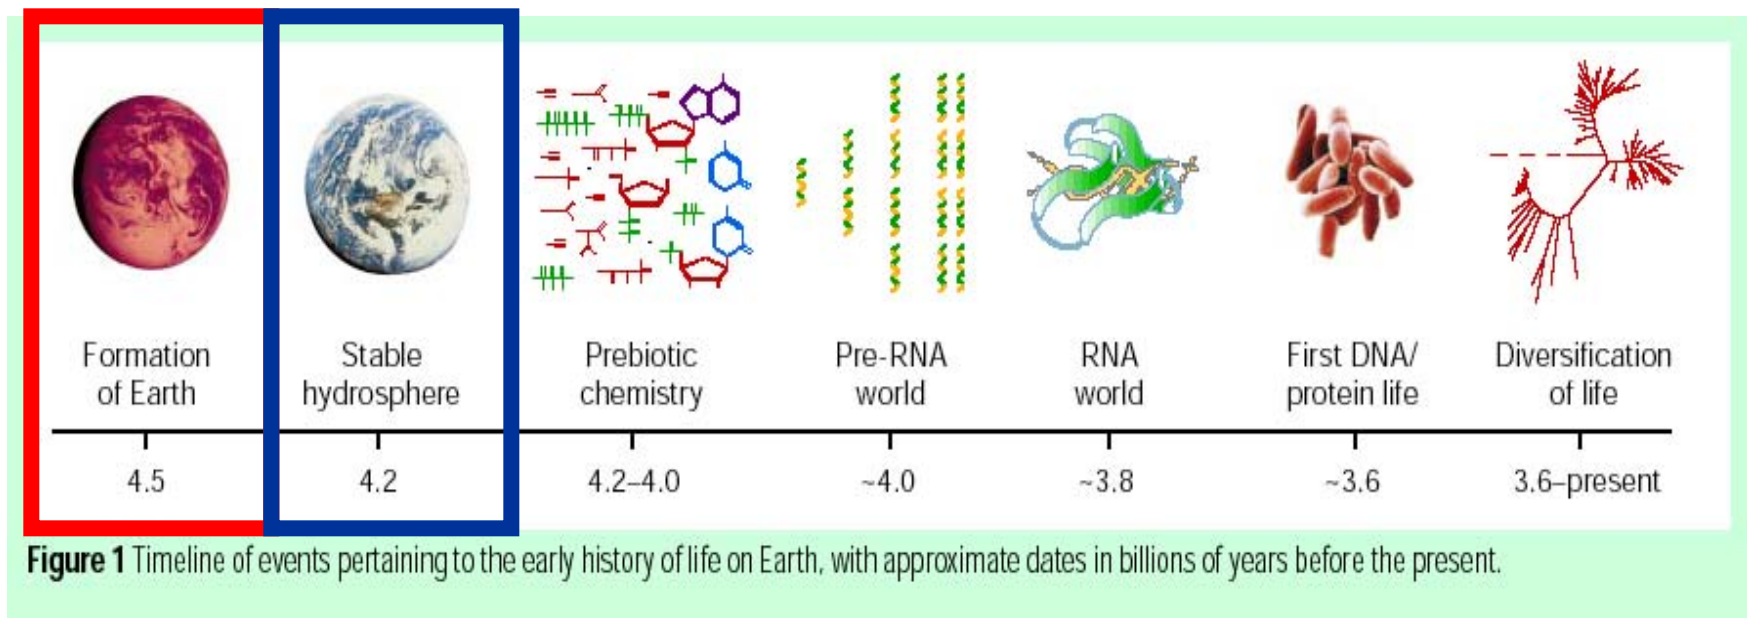 Formation
of Earth
Stable
hydrosphere
Prebiotic
chemistry
Pre-RNA
world
RNA
world
First DNA/
protein life
Diversification
of life
4.5
4.2
4.2–4.0
~4.0
~3.8
~3.6
3.6–present
Figure 1 Timeline of events pertaining to the early history of life on Earth, with approximate dates in billions of years before the present.